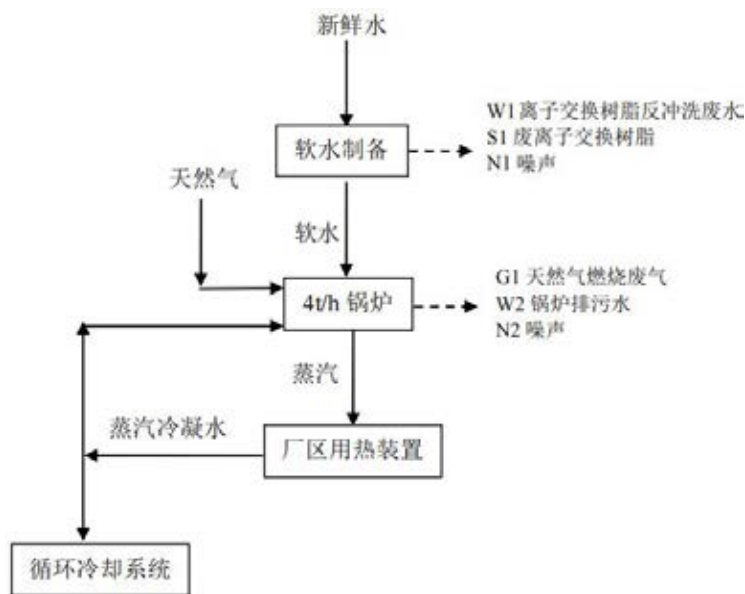 新鲜水
W1 离子交换树脂反冲洗废水
软水制备
S1 废离子交换树脂
N1 噪声
天然气
软水
G1 天然气燃烧废气
4t/h 锅炉
W2 锅炉排污水
N2 噪声
蒸汽
蒸汽冷凝水
厂区用热装置
循环冷却系统